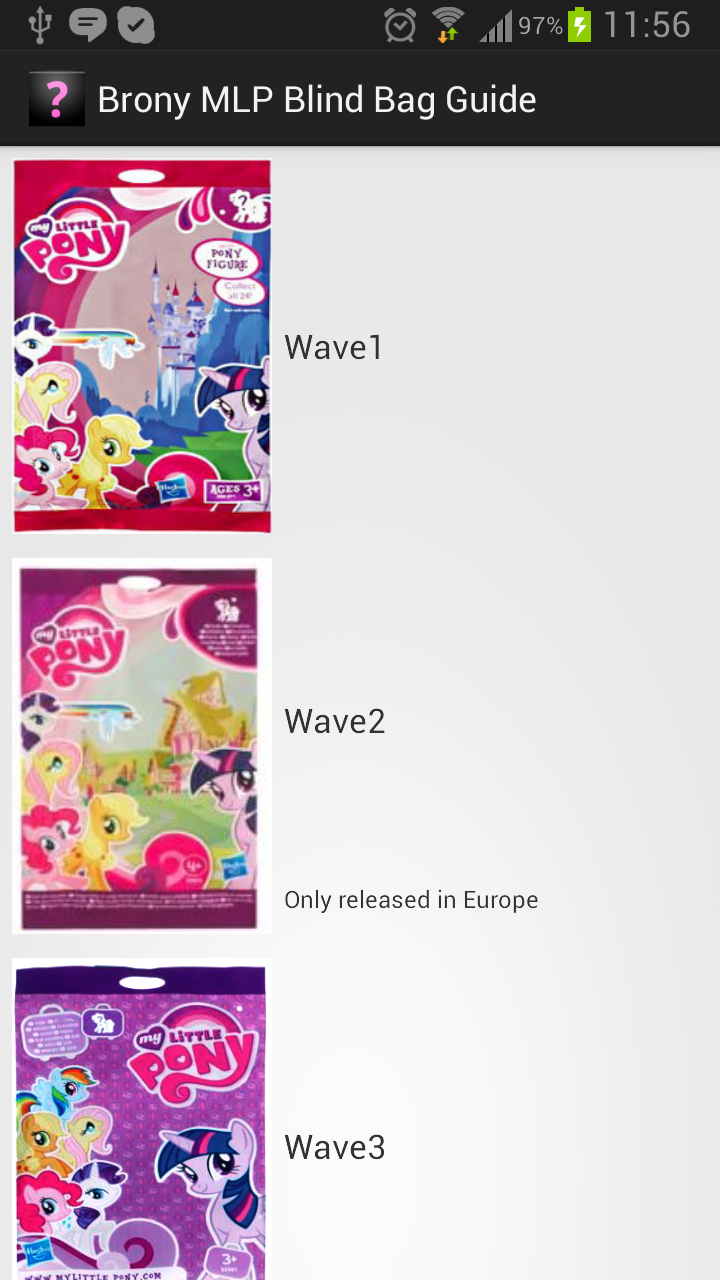 97% 11:56
? Brony MLP Blind Bag Guide
my LITTLE
PONY
PONY
FIGURE
Collect
all 24!
Hasbro
AGES 3+
Wave1
my LITTLE
PONY
4+
Hasbro
Wave2
Only released in Europe
my LITTLE
PONY
Hasbro
3+
WWW.MYLITTLEPONY.COM
Wave3